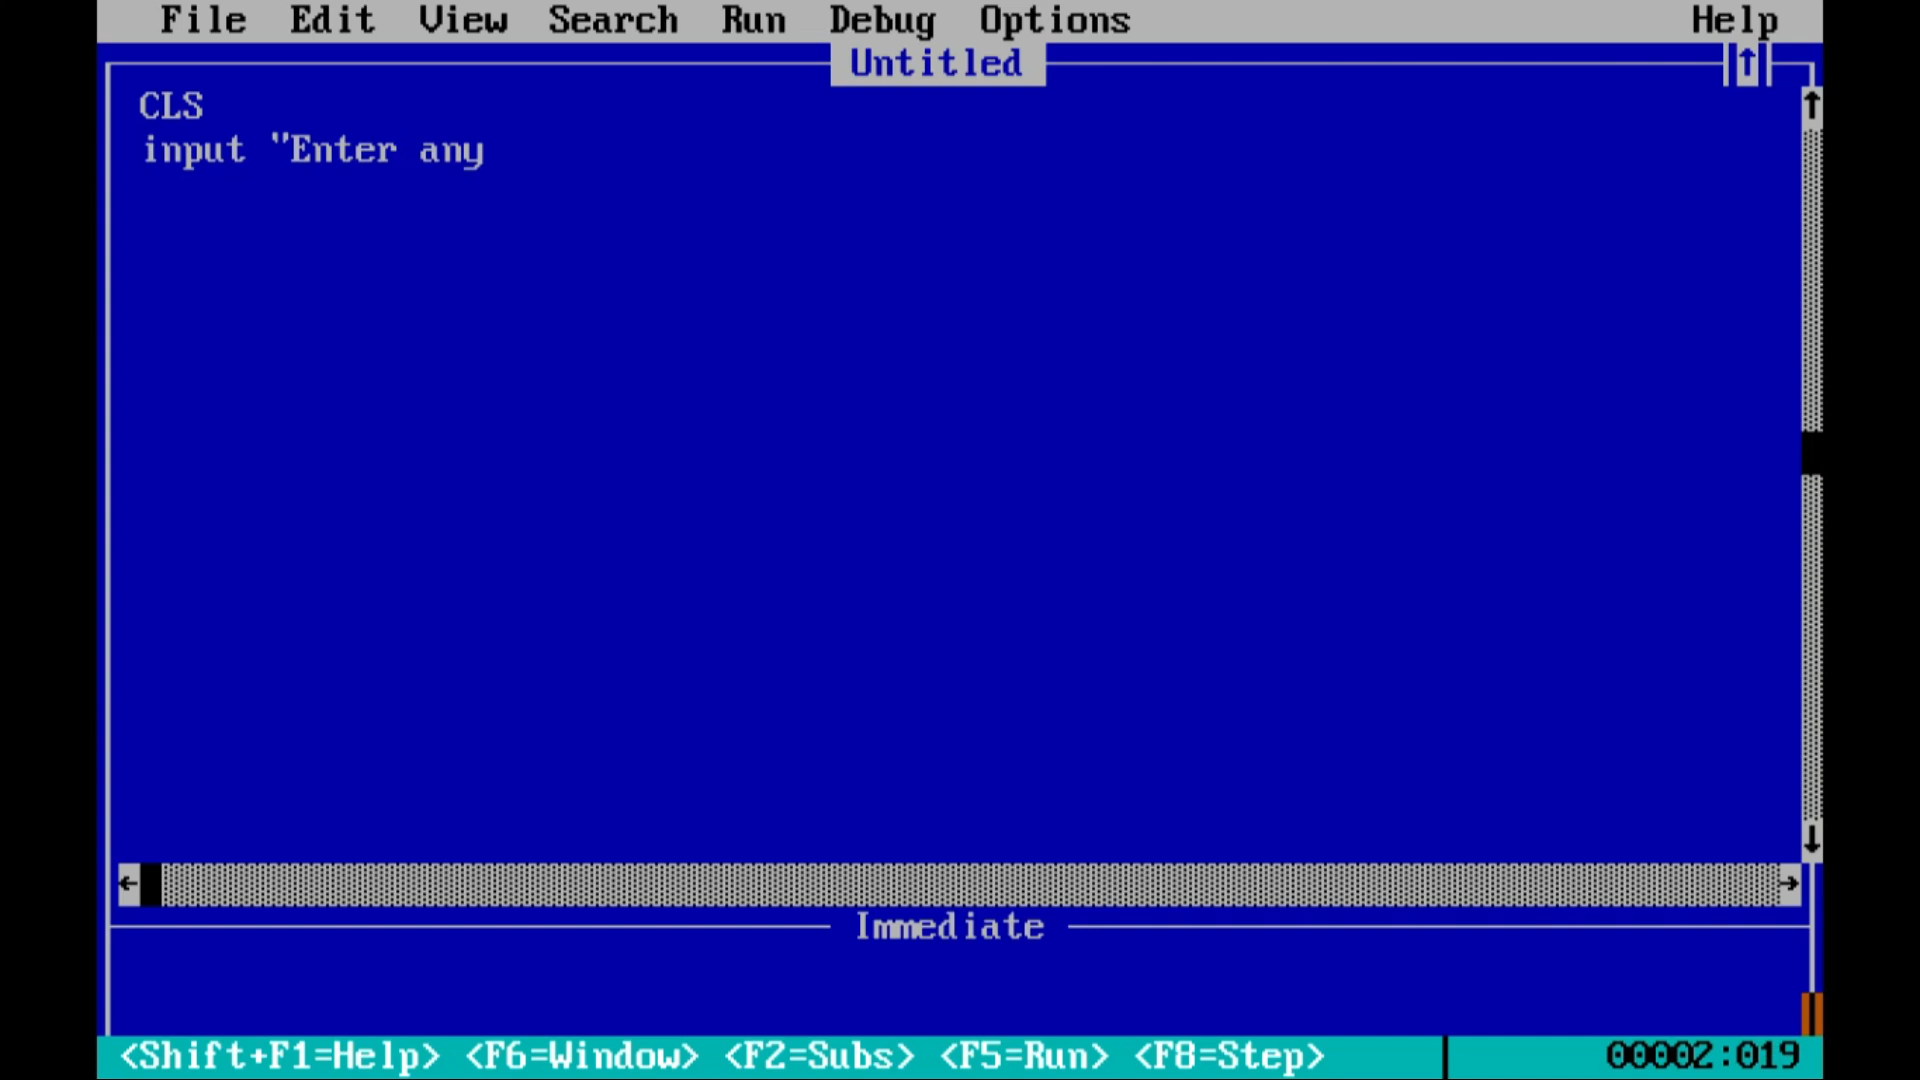 File Edit View Search Run Debug Options Help
Untitled
↑
CLS
input "Enter any
Immediate
<Shift+F1=Help> <F6=Window> <F2=Subs> <F5=Run> <F8=Step> 00002:019